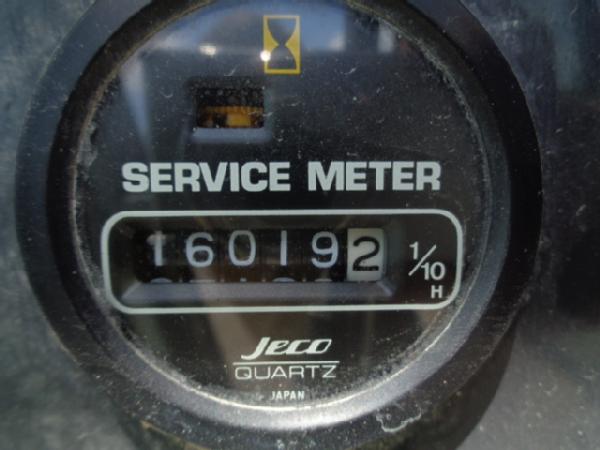 SERVICE METER
160192 1/10
H
Jeco
QUARTZ
JAPAN